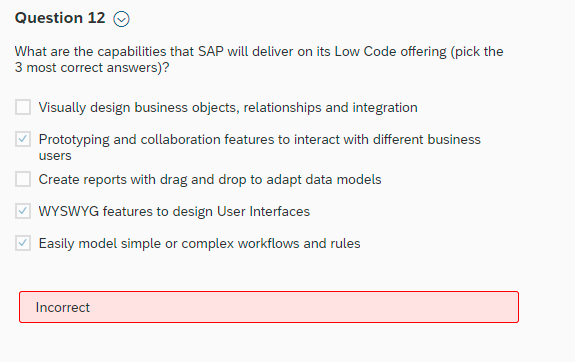 Question 12
What are the capabilities that SAP will deliver on its Low Code offering (pick the
3 most correct answers)?
Visually design business objects, relationships and integration
Prototyping and collaboration features to interact with different business
users
Create reports with drag and drop to adapt data models
WYSWYG features to design User Interfaces
Easily model simple or complex workflows and rules
Incorrect